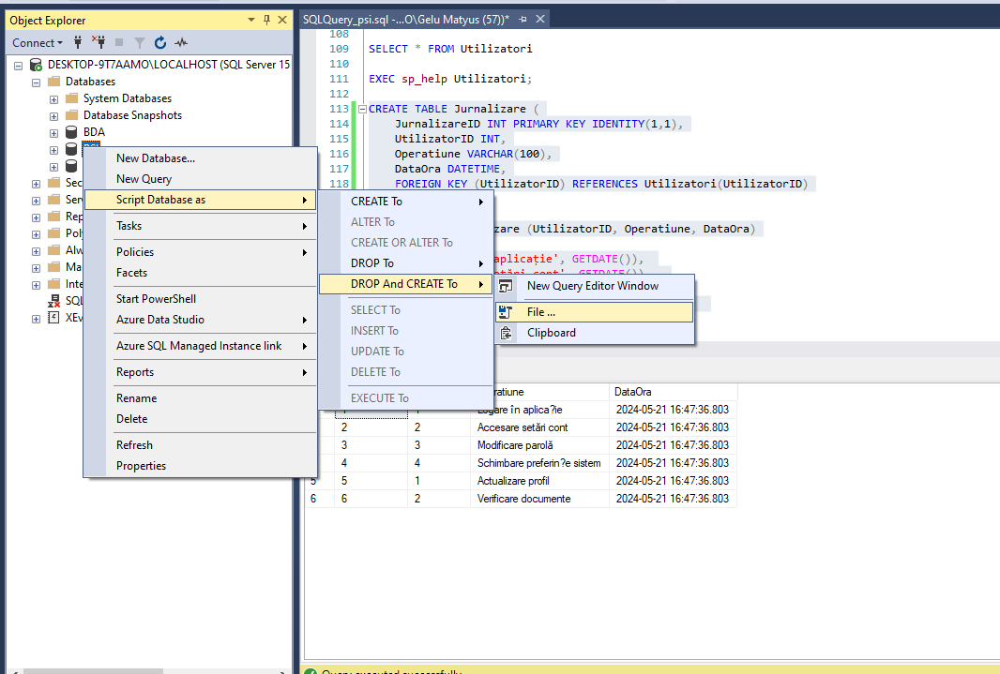 Object Explorer
Connect
DESKTOP-9T7AAMO\LOCALHOST (SQL Server 15
Databases
System Databases
Database Snapshots
BDA
Sec
Rep
Alw
Ma
Inte
SQL
XEv
New Database...
New Query
Script Database as
Tasks
Policies
Facets
Start PowerShell
Azure Data Studio
Azure SQL Managed Instance link
Reports
Rename
Delete
Refresh
Properties
CREATE To
ALTER To
CREATE OR ALTER To
DROP To
DROP And CREATE To
SELECT To
INSERT To
UPDATE To
DELETE To
EXECUTE To
New Query Editor Window
File ...
Clipboard
SQLQuery_psi.sql -...O\Gelu Matyus (57))*
108
109 SELECT * FROM Utilizatori
110
111 EXEC sp_help Utilizatori;
112
113 CREATE TABLE Jurnalizare (
114 JurnalizareID INT PRIMARY KEY IDENTITY(1,1),
115 UtilizatorID INT,
116 Operatiune VARCHAR(100),
117 DataOra DATETIME,
118 FOREIGN KEY (UtilizatorID) REFERENCES Utilizatori(UtilizatorID)
zare (UtilizatorID, Operatiune, DataOra)
aplicație', GETDATE()),
tări cont', GETDATE()),
ratiune DataOra
1 1 Logare în aplica?ie 2024-05-21 16:47:36.803
2 2 Accesare setări cont 2024-05-21 16:47:36.803
3 3 Modificare parolă 2024-05-21 16:47:36.803
4 4 Schimbare preferin?e sistem 2024-05-21 16:47:36.803
5 5 1 Actualizare profil 2024-05-21 16:47:36.803
6 6 2 Verificare documente 2024-05-21 16:47:36.803
Query executed successfully